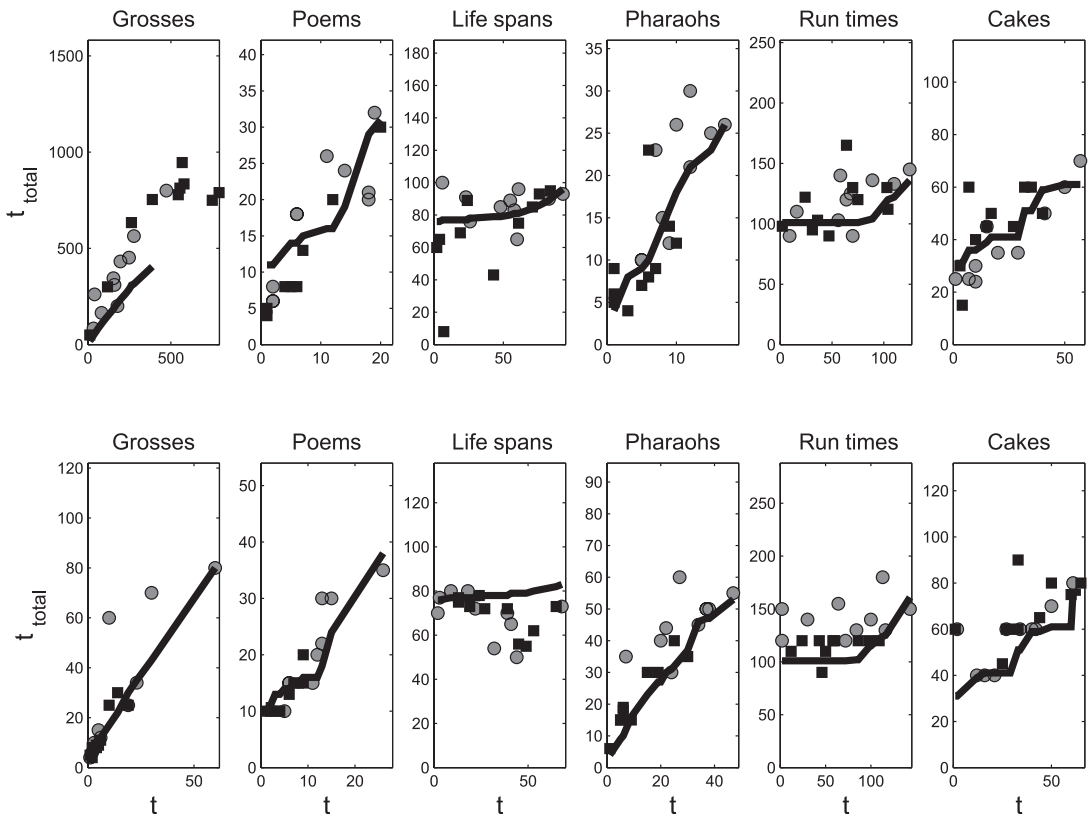 Grosses Poems Life spans Pharaohs Run times Cakes
1500 40 180 35 250 100
1000 35 160 30 200 80
500 30 140 25 150 60
0 25 120 20 100 40
20 100 15 50 20
15 80 10 0 0
10 60 5
5 40 0
0 20
0
t total
0 500 0 10 20 0 50 0 10 0 50 100 0 50
Grosses Poems Life spans Pharaohs Run times Cakes
120 50 120 90 250 120
100 40 100 80 200 100
80 30 80 70 150 80
60 20 60 60 100 60
40 10 40 50 50 40
20 0 20 40 0 20
0 0 30 0
20
10
0
t total
0 50 0 10 20 0 50 0 20 40 0 50 100 0 50
t t t t t t